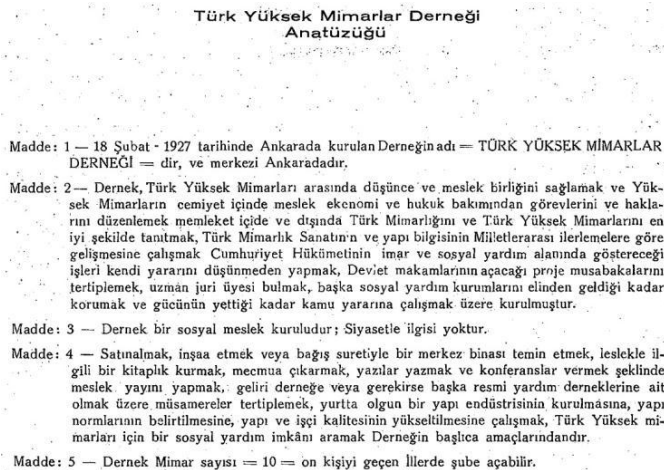 Türk Yüksek Mimarlar Derneği
Anatüzüğü
Madde: 1 — 18 Şubat - 1927 tarihinde Ankarada kurulan Derneğin adı = TÜRK YÜKSEK MİMARLAR
DERNEĞİ = dir, ve merkezi Ankaradadır.
Madde: 2 — Dernek, Türk Yüksek Mimarları arasında düşünce ve meslek birliğini sağlamak ve Yük-
sek Mimarların cemiyet içinde meslek ekonomi ve hukuk bakımından görevlerini ve hakla-
rını düzenlemek memleket içide ve dışında Türk Mimarlığını ve Türk Yüksek Mimarlarını en
iyi şekilde tanıtmak, Türk Mimarlık Sanatın'n ve yapı bilgisinin Milletlerarası ilerlemelere göre
gelişmesine çalışmak Cumhuriyet Hükümetinin imar ve sosyal yardım alanında göstereceği
işleri kendi yararını düşünmeden yapmak, Devlet makamlarının açacağı proje musabakalarını
tertiplemek, uzman juri üyesi bulmak, başka sosyal yardım kurumlarını elinden geldiği kadar
korumak ve gücünün yettiği kadar kamu yararına çalışmak üzere kurulmuştur.
Madde: 3 — Dernek bir sosyal meslek kuruludur; Siyasetle ilgisi yoktur.
Madde: 4 — Satınalmak, inşaa etmek veya bağış suretiyle bir merkez binası temin etmek, leslekle il-
gili bir kitaplık kurmak, mecmua çıkarmak, yazılar yazmak ve konferanslar vermek şeklinde
meslek yayını yapmak, geliri derneğe veya gerekirse başka resmi yardım derneklerine ait
olmak üzere müsamereler tertiplemek, yurtta olgun bir yapı endüstrisinin kurulmasına, yapı
normlarının belirtilmesine, yapı ve işçi kalitesinin yükseltilmesine çalışmak, Türk Yüksek mi-
marları için bir sosyal yardım imkânı aramak Derneğin başlıca amaçlarındandır.
Madde: 5 — Dernek Mimar sayısı = 10 = on kişiyi geçen İllerde şube açabilir.